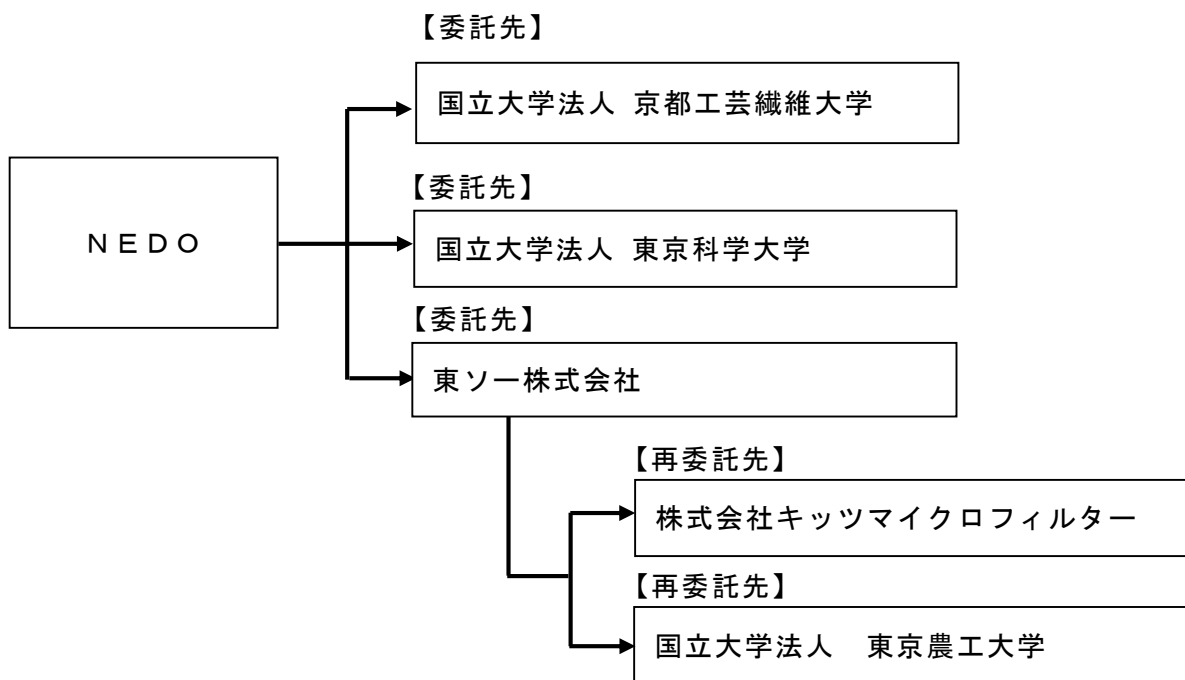 【委託先】
国立大学法人 京都工芸繊維大学
【委託先】
ＮＥＤＯ
国立大学法人 東京科学大学
【委託先】
東ソー株式会社
【再委託先】
株式会社キッツマイクロフィルター
【再委託先】
国立大学法人　東京農工大学